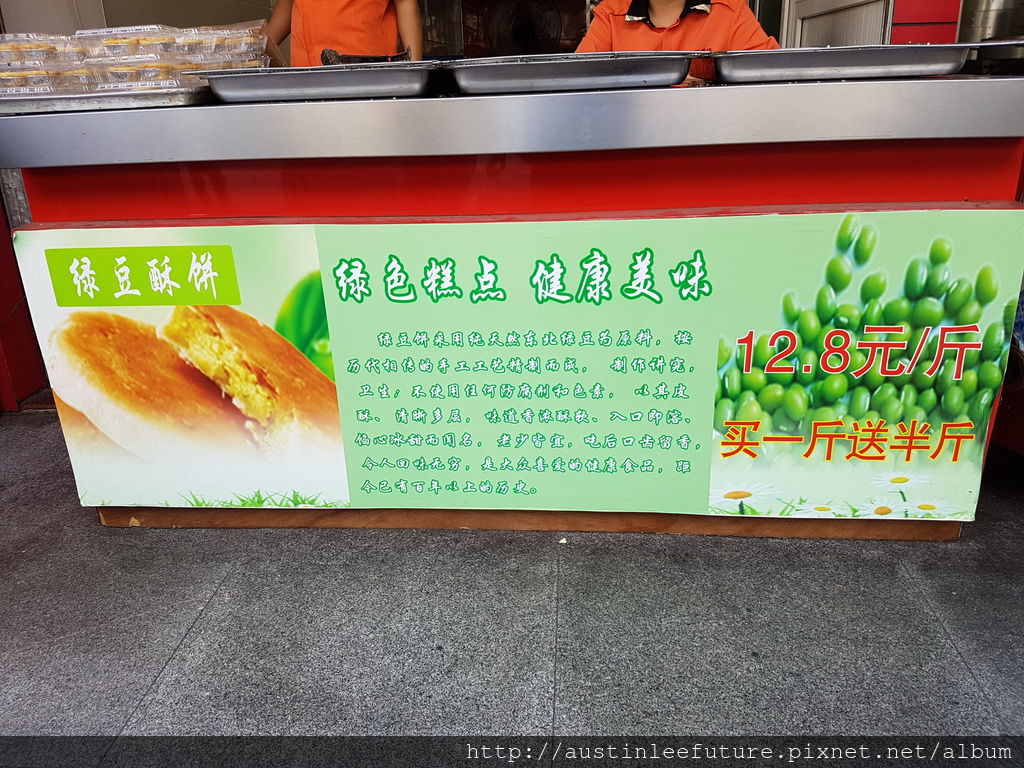 绿豆酥饼
绿色糕点 健康美味
绿豆饼采用纯天然东北绿豆为原料，按
历代相传的手工工艺精制而成， 制作讲究，
卫生；不使用任何防腐剂和色素， 以其皮
酥、清晰多层， 味道香浓酥软、入口即溶、
馅心冰甜而闻名， 老少皆宜，吃后口齿留香，
令人回味无穷，是大众喜爱的健康食品，距
今已有百年以上的历史。
12.8元/斤
买一斤送半斤
http://austinleefuture.pixnet.net/album